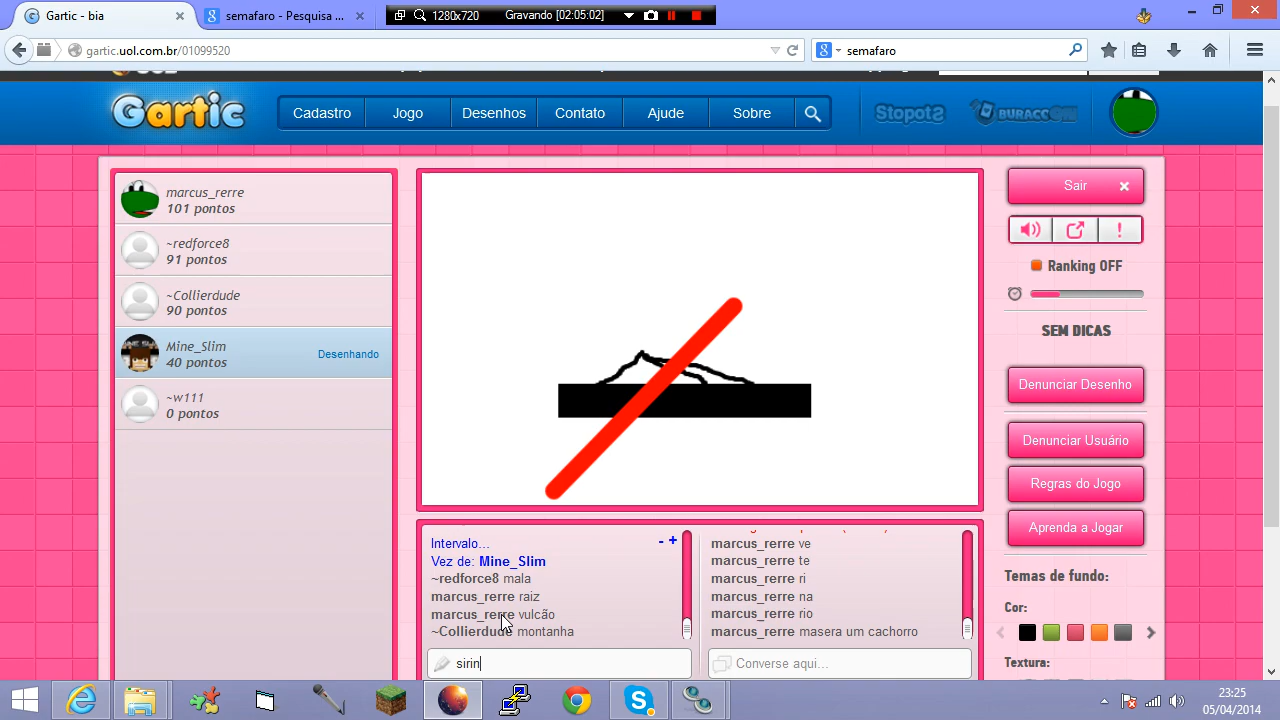 Gartic - bia
semafaro - Pesquisa
1280x720
Gravando [02:05:02]
gartic.uol.com.br/01099520
semafaro
Gartic
Cadastro
Jogo
Desenhos
Contato
Ajude
Sobre
StopotS
marcus_rerre
101 pontos
~redforce8
91 pontos
~Collierdude
90 pontos
Mine_Slim
40 pontos
Desenhando
~w111
0 pontos
Sair
Ranking OFF
SEM DICAS
Denunciar Desenho
Denunciar Usuário
Regras do Jogo
Aprenda a Jogar
Temas de fundo:
Cor:
Textura:
Intervalo...
- +
Vez de: Mine_Slim
~redforce8 mala
marcus_rerre raiz
marcus_rerre vulcão
~Collierdude montanha
sirin
marcus_rerre ve
marcus_rerre te
marcus_rerre ri
marcus_rerre na
marcus_rerre rio
marcus_rerre masera um cachorro
Converse aqui...
23:25
05/04/2014